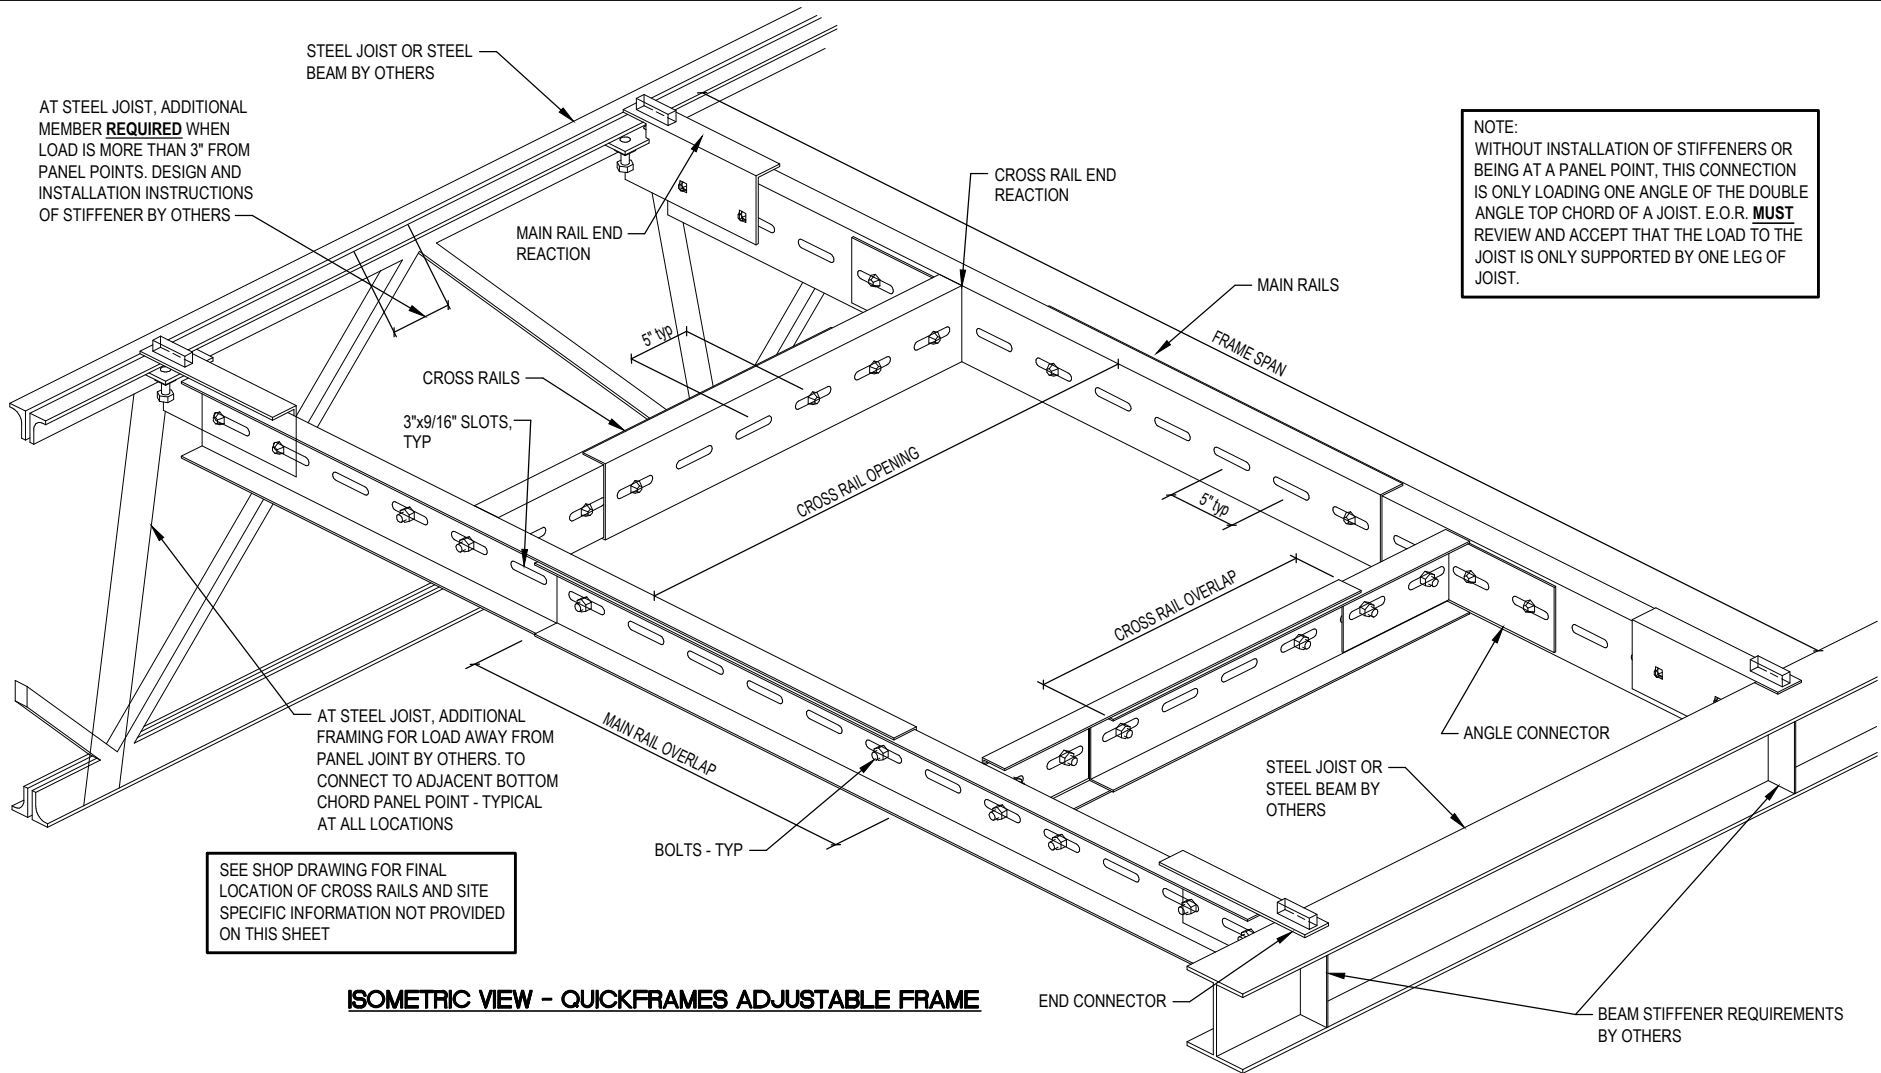 STEEL JOIST OR STEEL
BEAM BY OTHERS
AT STEEL JOIST, ADDITIONAL
MEMBER REQUIRED WHEN
LOAD IS MORE THAN 3" FROM
PANEL POINTS. DESIGN AND
INSTALLATION INSTRUCTIONS
OF STIFFENER BY OTHERS
NOTE:
WITHOUT INSTALLATION OF STIFFENERS OR
BEING AT A PANEL POINT, THIS CONNECTION
IS ONLY LOADING ONE ANGLE OF THE DOUBLE
ANGLE TOP CHORD OF A JOIST. E.O.R. MUST
REVIEW AND ACCEPT THAT THE LOAD TO THE
JOIST IS ONLY SUPPORTED BY ONE LEG OF
JOIST.
CROSS RAIL END
REACTION
MAIN RAIL END
REACTION
MAIN RAILS
FRAME SPAN
5" typ
CROSS RAILS
3"x9/16" SLOTS,
TYP
CROSS RAIL OPENING
5" typ
CROSS RAIL OVERLAP
AT STEEL JOIST, ADDITIONAL
FRAMING FOR LOAD AWAY FROM
PANEL JOINT BY OTHERS. TO
CONNECT TO ADJACENT BOTTOM
CHORD PANEL POINT - TYPICAL
AT ALL LOCATIONS
MAIN RAIL OVERLAP
ANGLE CONNECTOR
STEEL JOIST OR
STEEL BEAM BY
OTHERS
BOLTS - TYP
SEE SHOP DRAWING FOR FINAL
LOCATION OF CROSS RAILS AND SITE
SPECIFIC INFORMATION NOT PROVIDED
ON THIS SHEET
ISOMETRIC VIEW - QUICKFRAMES ADJUSTABLE FRAME
END CONNECTOR
BEAM STIFFENER REQUIREMENTS
BY OTHERS